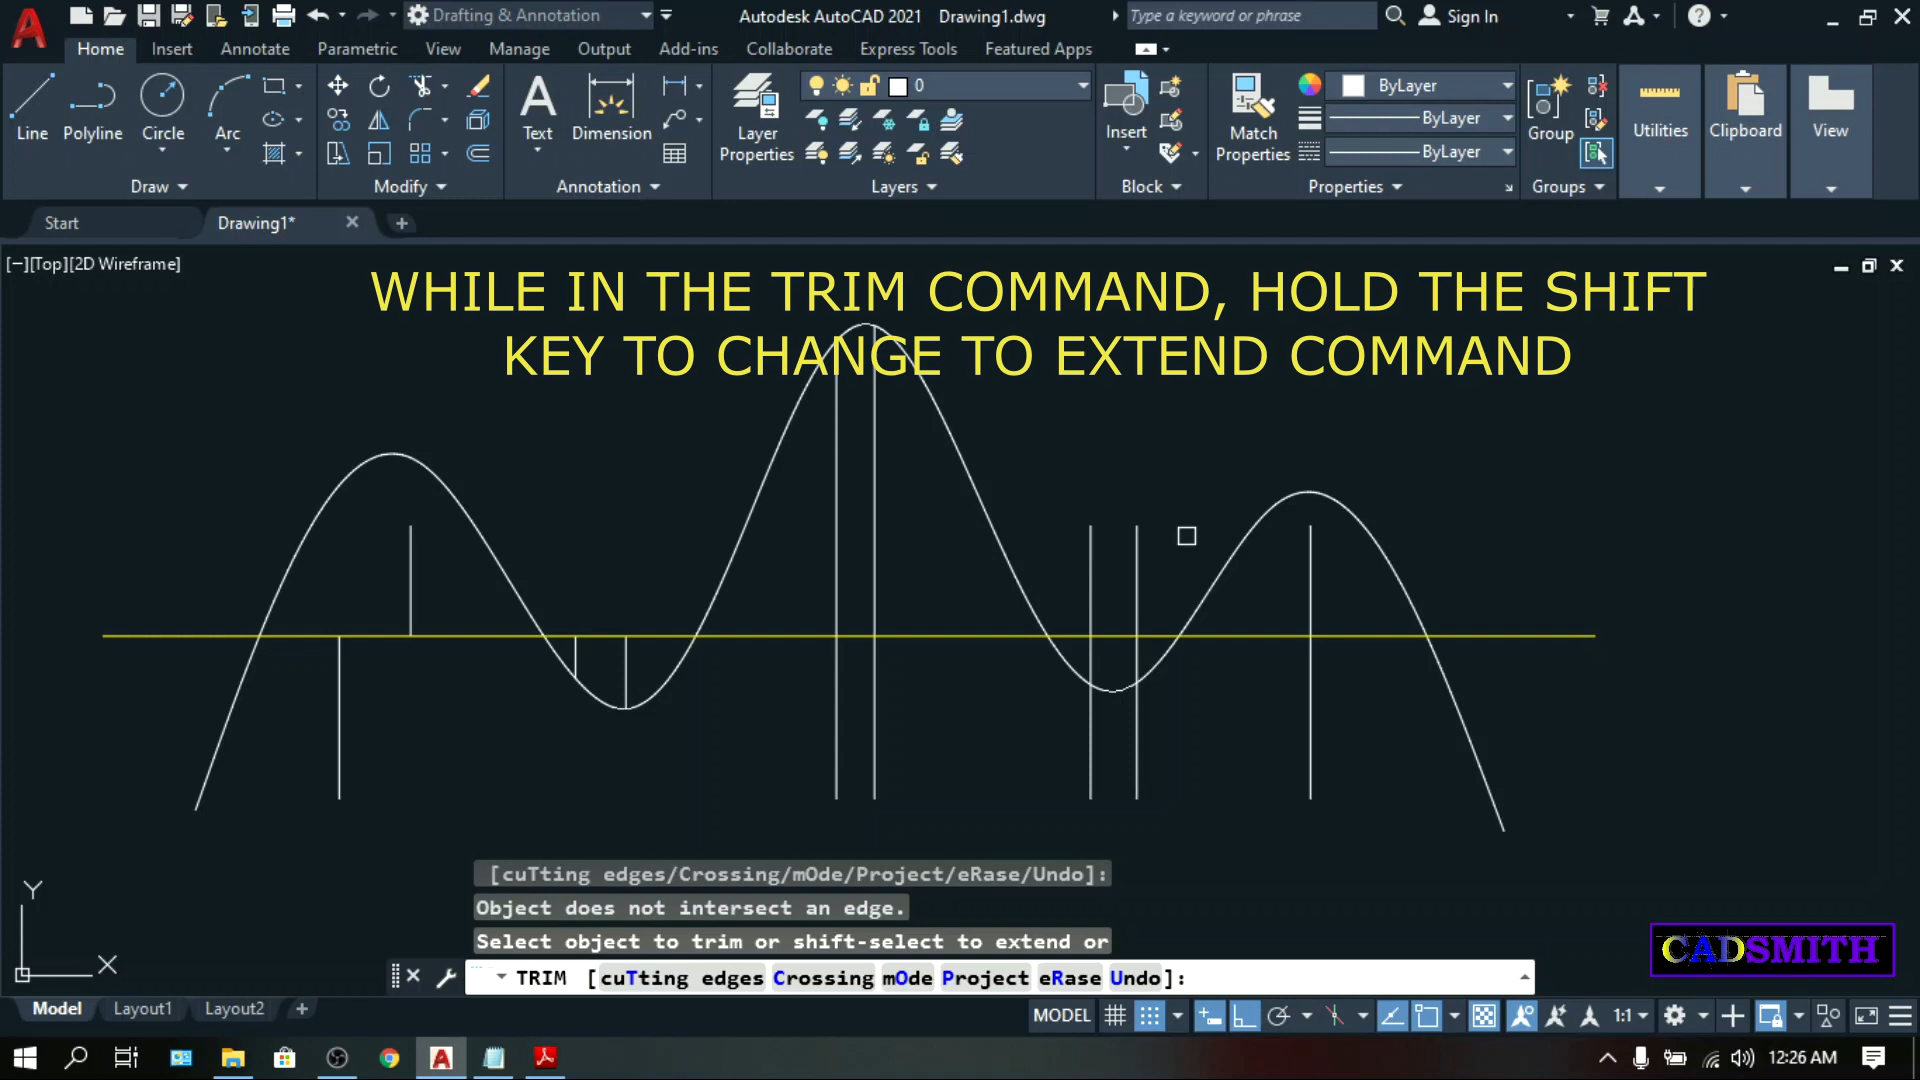 Drafting & Annotation
Autodesk AutoCAD 2021 Drawing1.dwg
Type a keyword or phrase
Sign In
Home Insert Annotate Parametric View Manage Output Add-ins Collaborate Express Tools Featured Apps
Line
Polyline
Circle
Arc
Draw
Modify
Text
Dimension
Annotation
Layer
Properties
0
Layers
Insert
Block
Match
Properties
ByLayer
ByLayer
ByLayer
Properties
Group
Groups
Utilities
Clipboard
View
Start
Drawing1*
[−][Top][2D Wireframe]
WHILE IN THE TRIM COMMAND, HOLD THE SHIFT
KEY TO CHANGE TO EXTEND COMMAND
Y
X
[cuTting edges/Crossing/mOde/Project/eRase/Undo]:
Object does not intersect an edge.
Select object to trim or shift-select to extend or
TRIM [cuTting edges Crossing mOde Project eRase Undo]:
CADSMITH
Model Layout1 Layout2
MODEL
1:1
12:26 AM